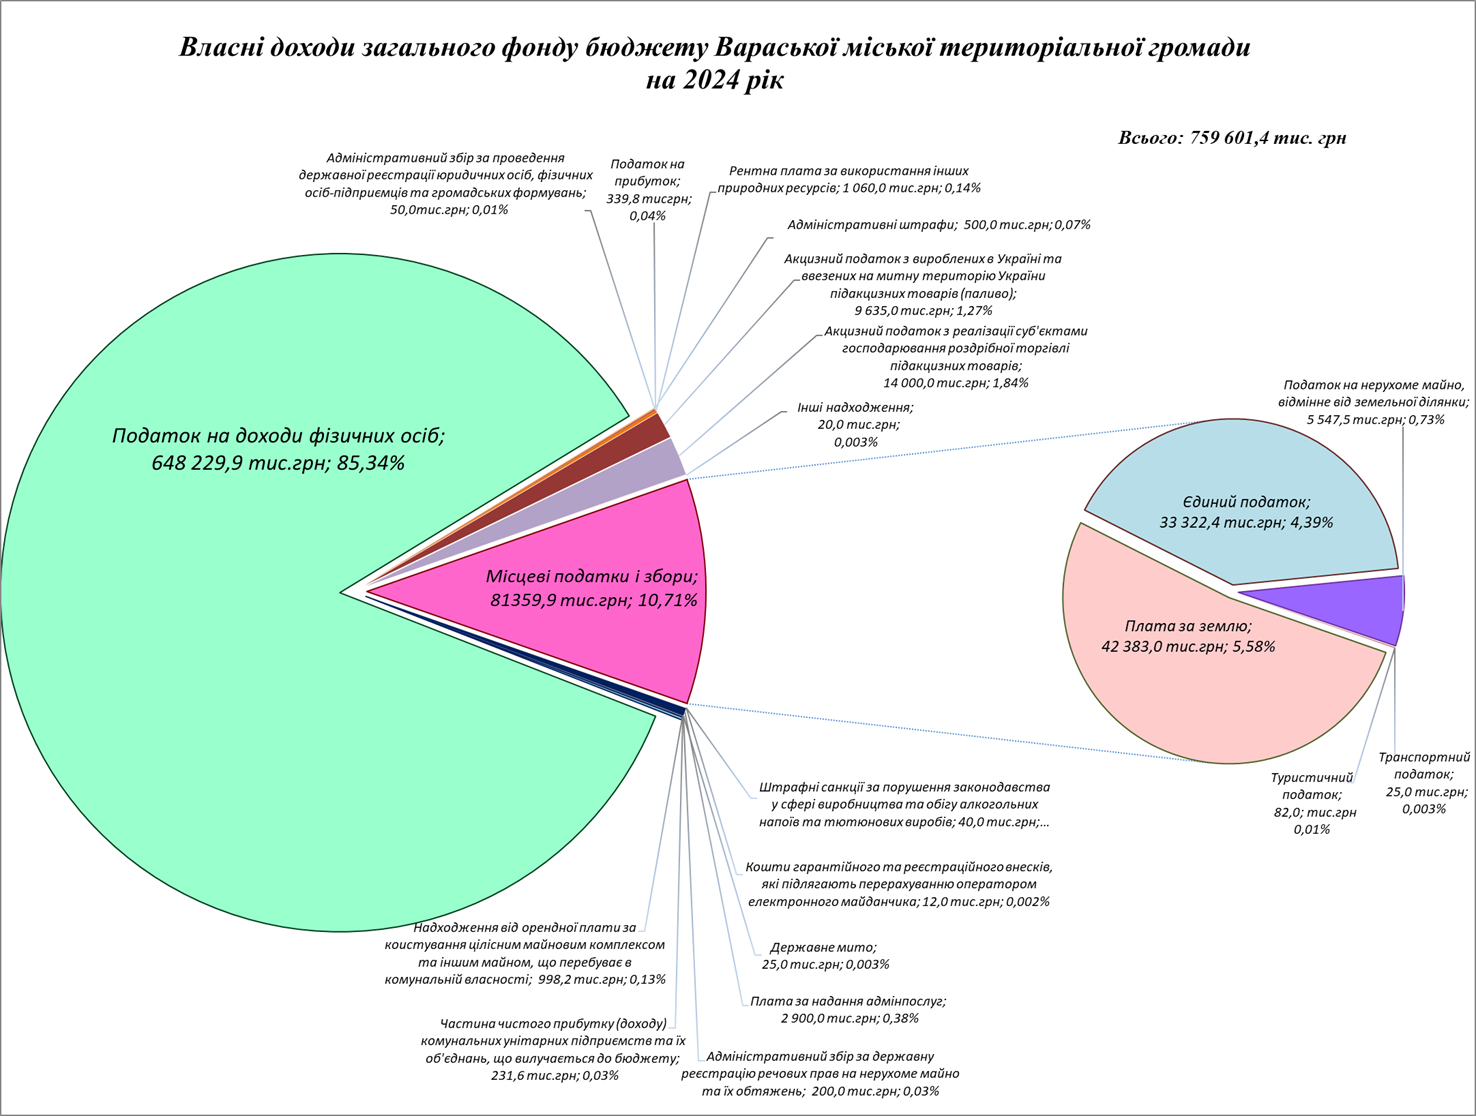 Власні доходи загального фонду бюджету Вараської міської територіальної громади
на 2024 рік
Всього: 759 601,4 тис. грн
Адміністративний збір за проведення
державної реєстрації юридичних осіб, фізичних
осіб-підприємців та громадських формувань;
50,0тис.грн; 0,01%
Податок на
прибуток;
339,8 тисгрн;
0,04%
Рентна плата за використання інших
природних ресурсів; 1 060,0 тис.грн; 0,14%
Адміністративні штрафи;  500,0 тис.грн; 0,07%
Акцизний податок з вироблених в Україні та
ввезених на митну територію України
підакцизних товарів (паливо);
9 635,0 тис.грн; 1,27%
Акцизний податок з реалізації суб'єктами
господарювання роздрібної торгівлі
підакцизних товарів;
14 000,0 тис.грн; 1,84%
Інші надходження;
20,0 тис.грн;
0,003%
Податок на доходи фізичних осіб;
648 229,9 тис.грн; 85,34%
Місцеві податки і збори;
81359,9 тис.грн; 10,71%
Податок на нерухоме майно,
відмінне від земельної ділянки;
5 547,5 тис.грн; 0,73%
Єдиний податок;
33 322,4 тис.грн; 4,39%
Плата за землю;
42 383,0 тис.грн; 5,58%
Транспортний
податок;
25,0 тис.грн;
0,003%
Туристичний
податок;
82,0; тис.грн
0,01%
Штрафні санкції за порушення законодавства
у сфері виробництва та обігу алкогольних
напоїв та тютюнових виробів; 40,0 тис.грн;...
Кошти гарантійного та реєстраційного внесків,
які підлягають перерахуванню оператором
електронного майданчика; 12,0 тис.грн; 0,002%
Державне мито;
25,0 тис.грн; 0,003%
Плата за надання адмінпослуг;
2 900,0 тис.грн; 0,38%
Адміністративний збір за державну
реєстрацію речових прав на нерухоме майно
та їх обтяжень;  200,0 тис.грн; 0,03%
Надходження від орендної плати за
коистування цілісним майновим комплексом
та іншим майном, що перебуває в
комунальній власності;  998,2 тис.грн; 0,13%
Частина чистого прибутку (доходу)
комунальних унітарних підприємств та їх
об'єднань, що вилучається до бюджету;
231,6 тис.грн; 0,03%